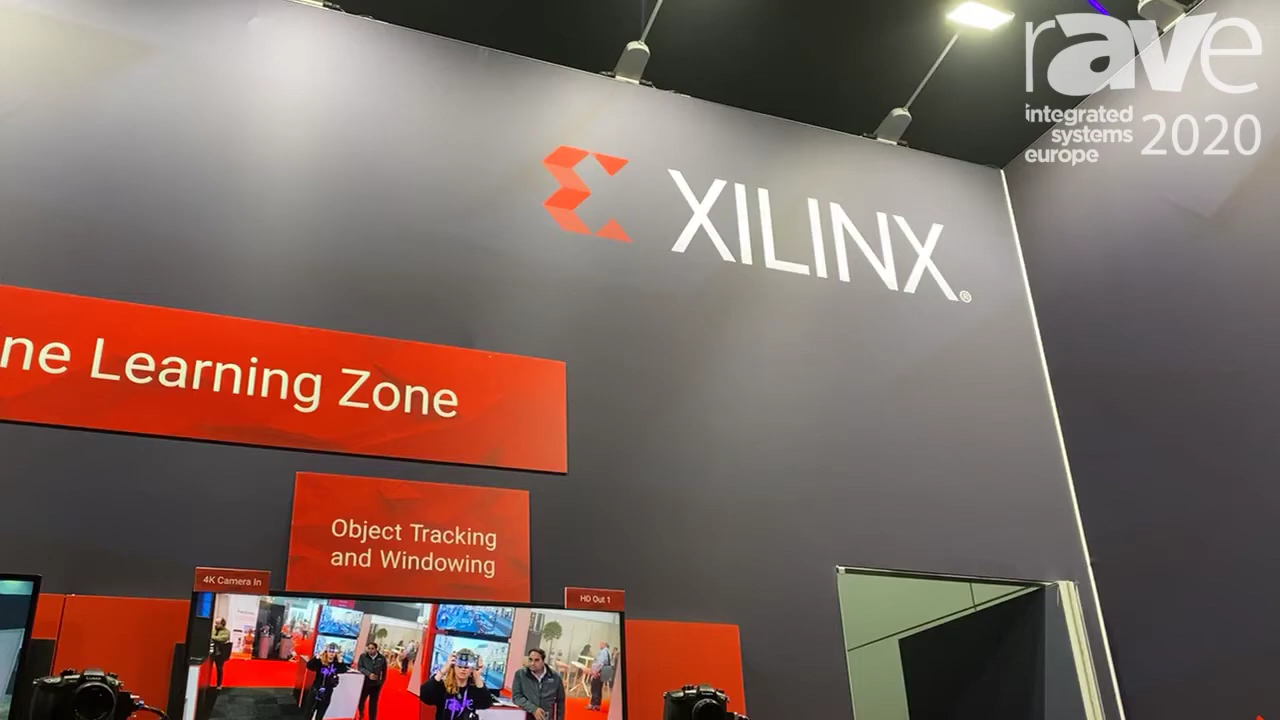 rAVe
integrated
systems
europe
2020
XILINX®
ne Learning Zone
Object Tracking
and Windowing
4K Camera In
HD Out 1
rave